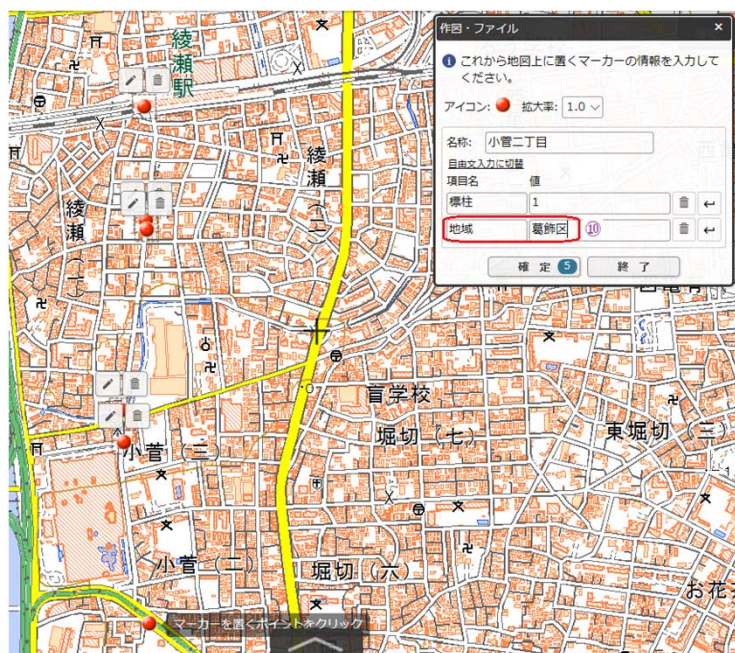 作図・ファイル ×
これから地図上に置くマーカーの情報を入力して
ください。
アイコン: 拡大率: 1.0
名称: 小菅二丁目
自由文入力に切替
項目名 値
標柱 1
地域 葛飾区 ⑩
確定 5 終了
綾瀬駅
綾瀬
綾瀬
盲学校
堀切(七)
東堀切(三)
小菅(三)
小菅(二)
堀切(六)
お花
マーカーを置くポイントをクリック